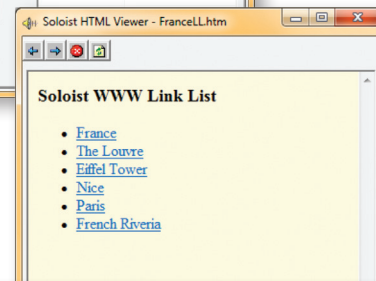 Soloist HTML Viewer - FranceLL.htm
Soloist WWW Link List
France
The Louvre
Eiffel Tower
Nice
Paris
French Riveria